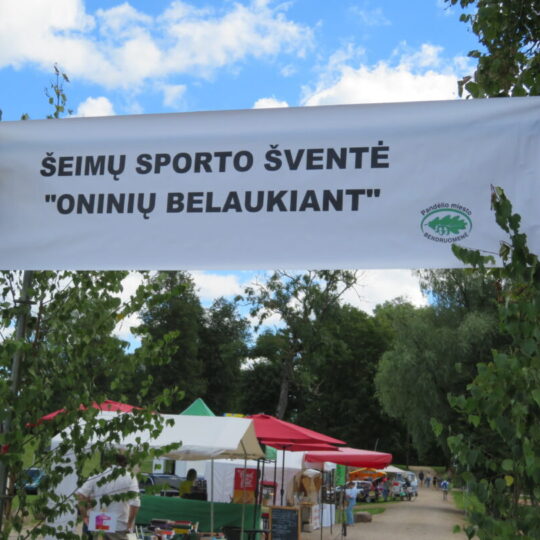 ŠEIMŲ SPORTO ŠVENTĖ
"ONINIŲ BELAUKIANT"
Pandėlio miesto
BENDRUOMENĖ